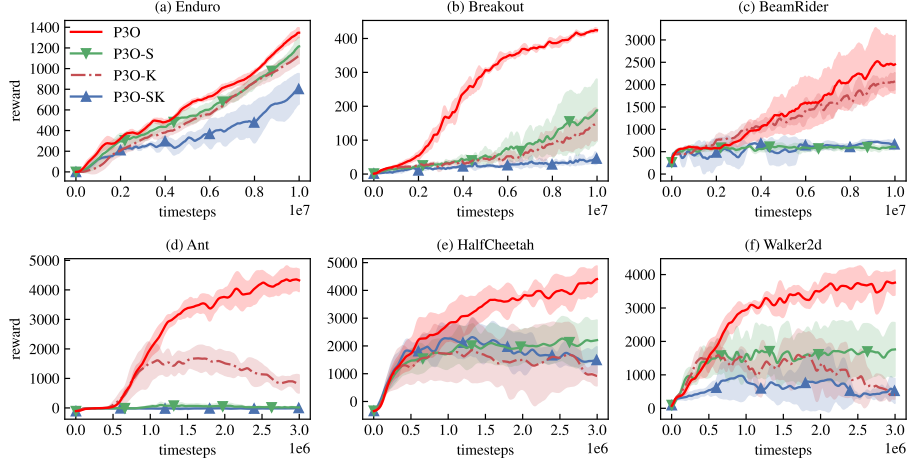 (a) Enduro
(b) Breakout
(c) BeamRider
1400
1200
1000
800
600
400
200
0
reward
P3O
P3O-S
P3O-K
P3O-SK
0.0 0.2 0.4 0.6 0.8 1.0
timesteps
1e7
400
300
200
100
0
0.0 0.2 0.4 0.6 0.8 1.0
timesteps
1e7
3000
2500
2000
1500
1000
500
0
0.0 0.2 0.4 0.6 0.8 1.0
timesteps
1e7
(d) Ant
(e) HalfCheetah
(f) Walker2d
5000
4000
3000
2000
1000
0
reward
0.0 0.5 1.0 1.5 2.0 2.5 3.0
timesteps
1e6
5000
4000
3000
2000
1000
0
0.0 0.5 1.0 1.5 2.0 2.5 3.0
timesteps
1e6
4000
3000
2000
1000
0
0.0 0.5 1.0 1.5 2.0 2.5 3.0
timesteps
1e6